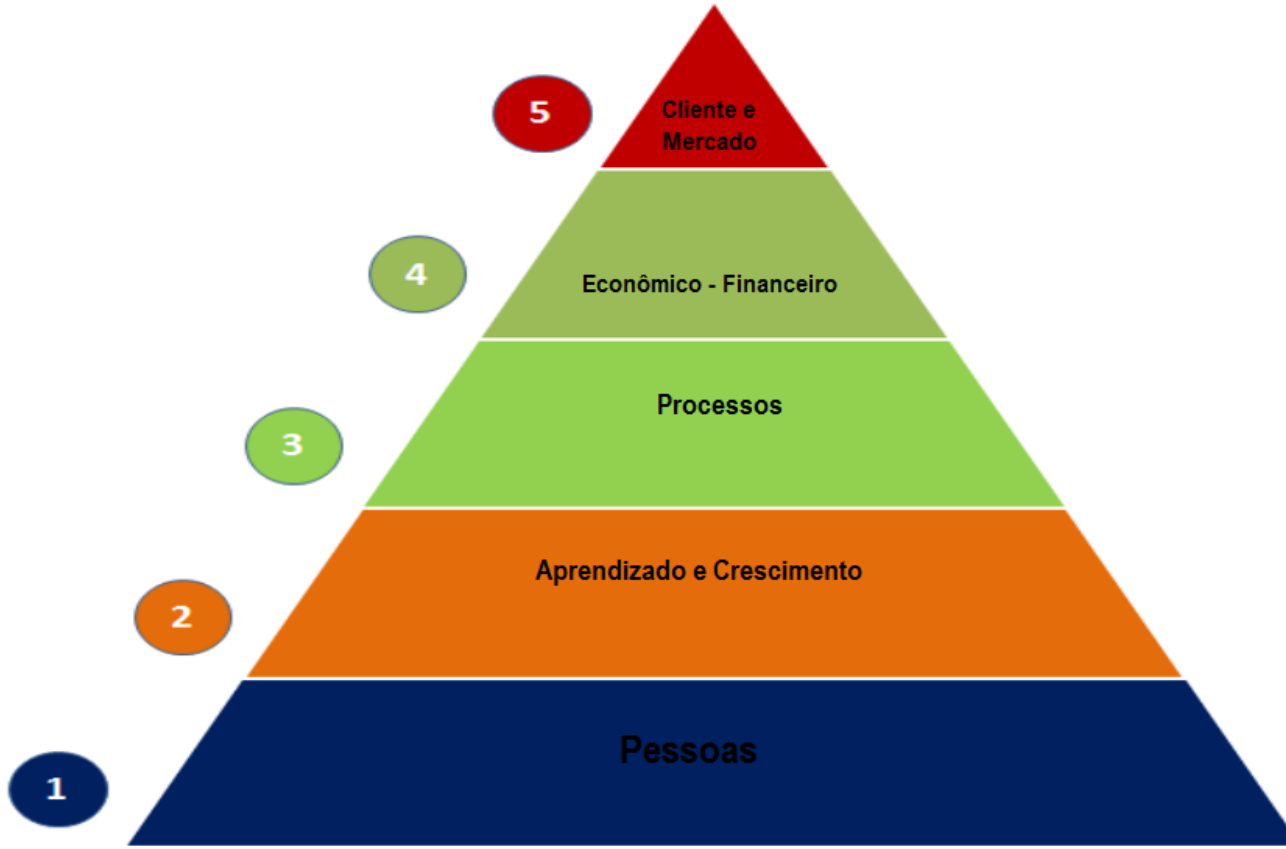 5
Cliente e
Mercado
4
Econômico - Financeiro
3
Processos
2
Aprendizado e Crescimento
1
Pessoas